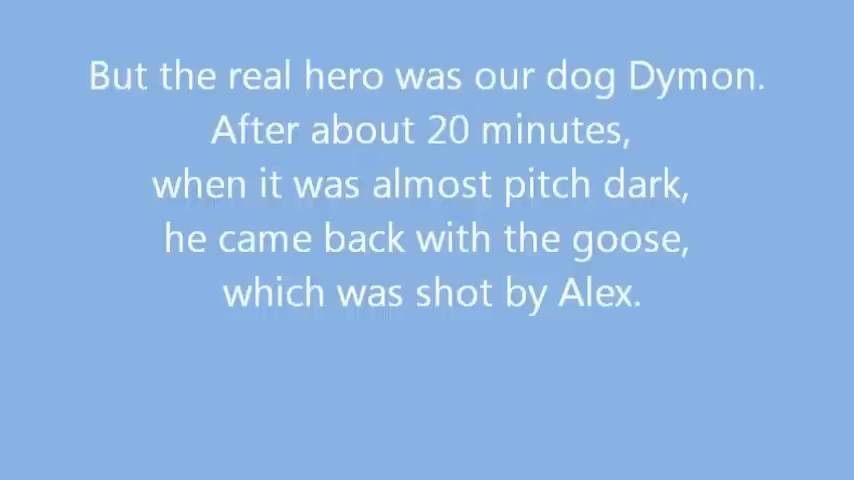 But the real hero was our dog Dymon.
After about 20 minutes,
when it was almost pitch dark,
he came back with the goose,
which was shot by Alex.